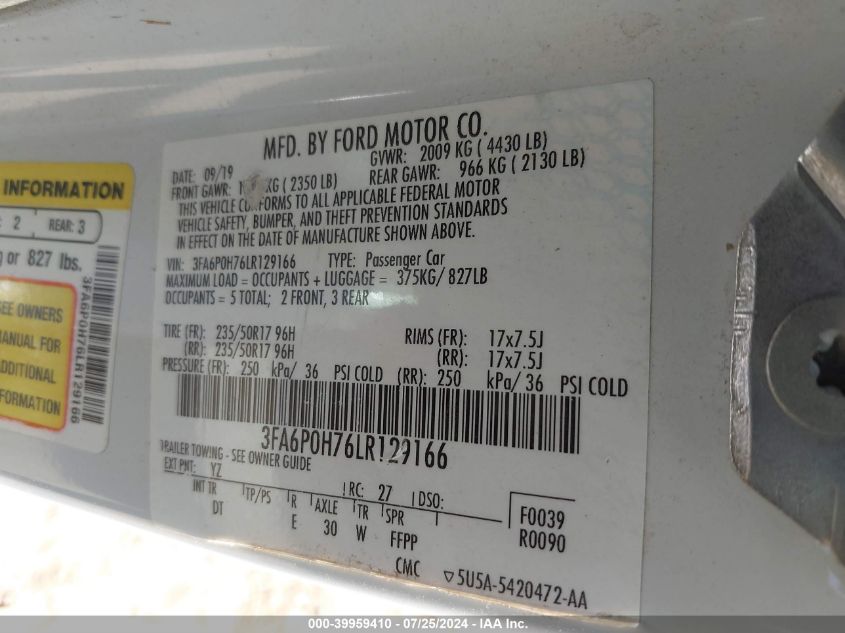 MFD. BY FORD MOTOR CO.
DATE: 09/19 GVWR: 2009 KG ( 4430 LB)
FRONT GAWR: KG ( 2350 LB) REAR GAWR: 966 KG ( 2130 LB)
THIS VEHICLE TO ALL APPLICABLE FEDERAL MOTOR
VEHICLE SAFETY, BUMPER, AND THEFT PREVENTION STANDARDS
IN EFFECT ON THE DATE OF MANUFACTURE SHOWN ABOVE.
VIN: 3FA6P0H76LR129166 TYPE: Passenger Car
MAXIMUM LOAD = OCCUPANTS + LUGGAGE = 375KG/ 827LB
OCCUPANTS = 5 TOTAL; 2 FRONT, 3 REAR
TIRE (FR): 235/50R17 96H RIMS (FR): 17x7.5J
(RR): 235/50R17 96H (RR): 17x7.5J
PRESSURE (FR): 250 kPa/ 36 PSI COLD (RR): 250 kPa/ 36 PSI COLD
3FA6P0H76LR129166
TRAILER TOWING - SEE OWNER GUIDE
EXT PNT: YZ RC: 27 DSO:
INT TR TP/PS R AXLE TR SPR F0039
DT E 30 W FFPP R0090
CMC ▽5U5A-5420472-AA
INFORMATION
2 REAR: 3
or 827 lbs.
SEE OWNERS
MANUAL FOR
ADDITIONAL
INFORMATION
3FA6P0H76LR129166
000-39959410 - 07/25/2024 - IAAI.com